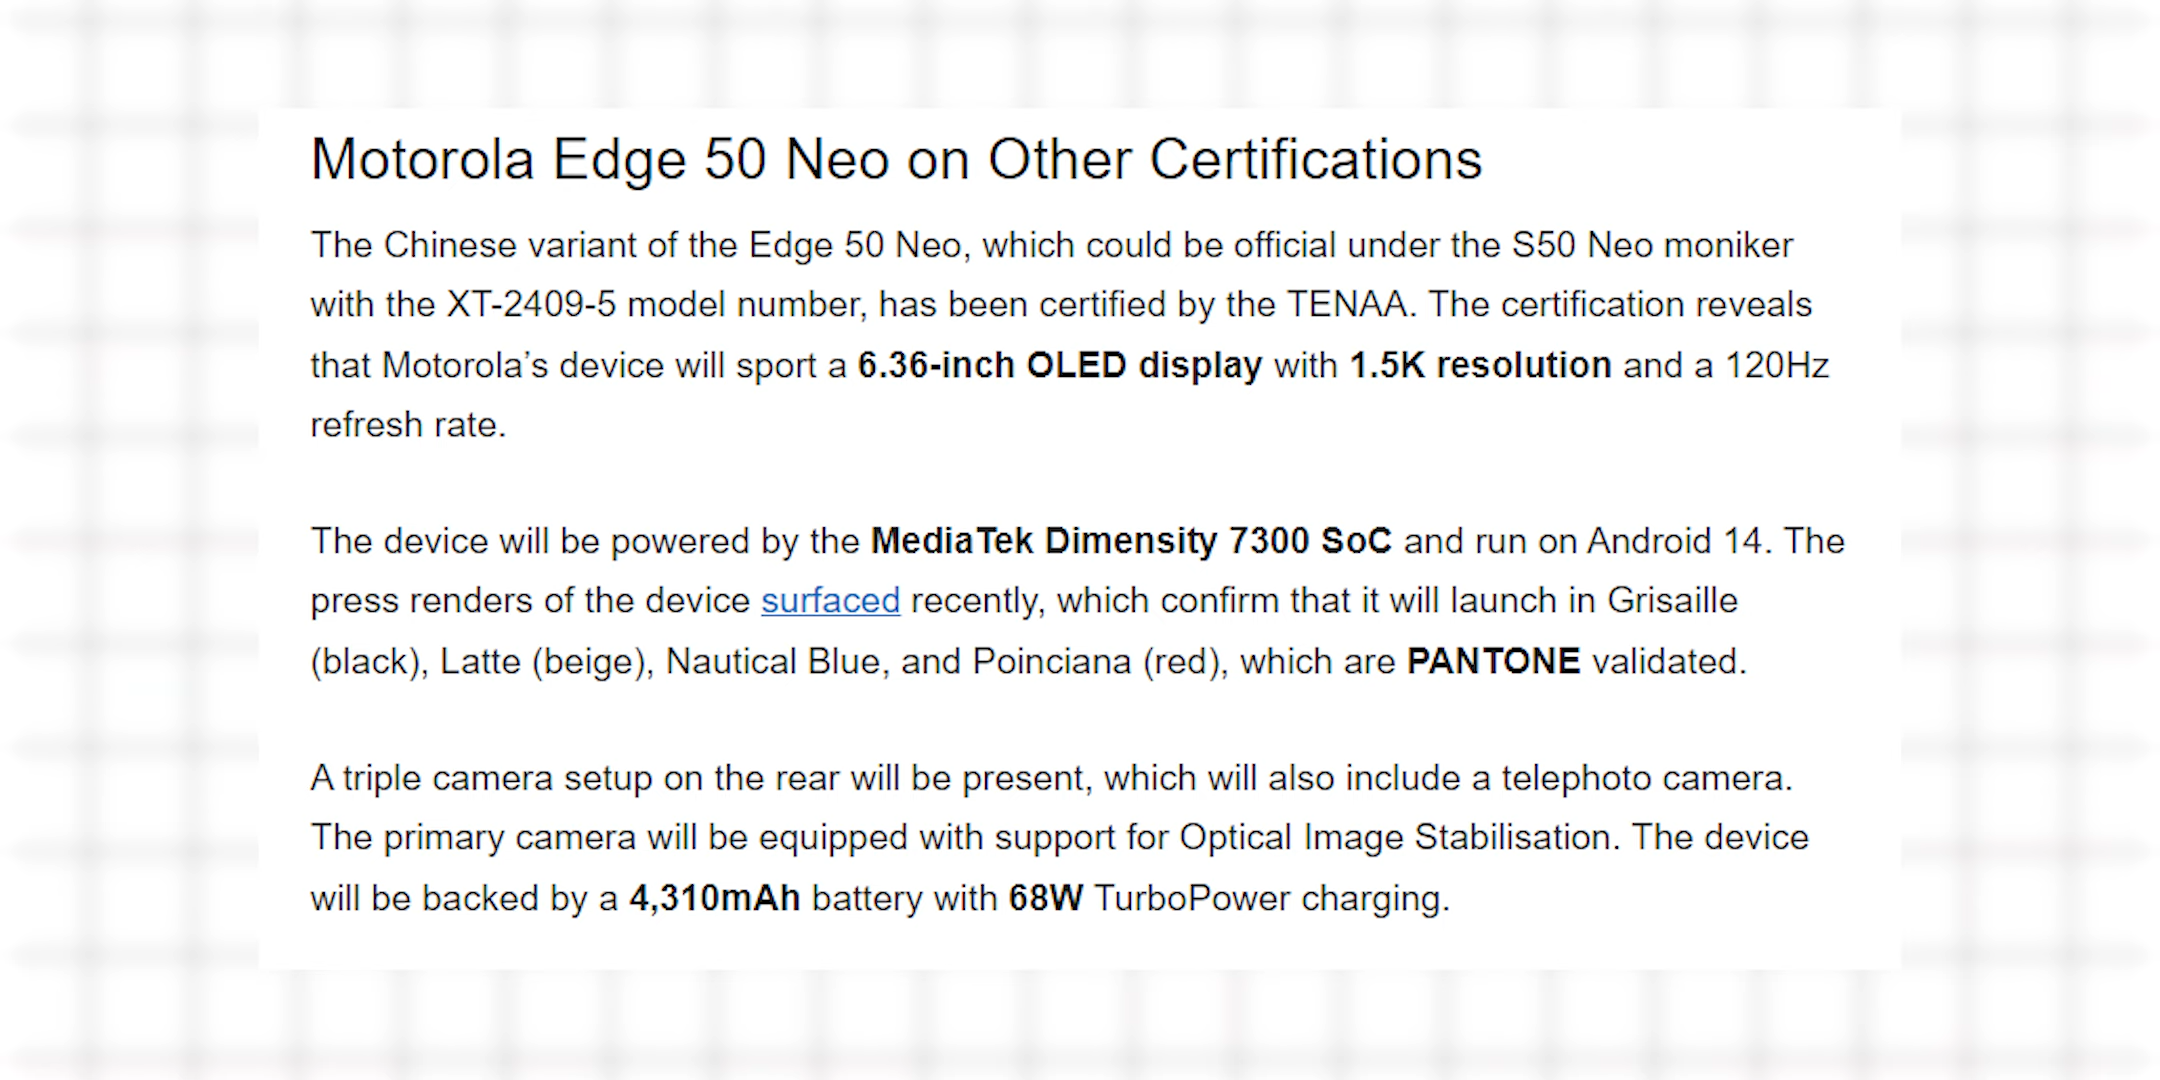 Motorola Edge 50 Neo on Other Certifications
The Chinese variant of the Edge 50 Neo, which could be official under the S50 Neo moniker
with the XT-2409-5 model number, has been certified by the TENAA. The certification reveals
that Motorola’s device will sport a 6.36-inch OLED display with 1.5K resolution and a 120Hz
refresh rate.
The device will be powered by the MediaTek Dimensity 7300 SoC and run on Android 14. The
press renders of the device surfaced recently, which confirm that it will launch in Grisaille
(black), Latte (beige), Nautical Blue, and Poinciana (red), which are PANTONE validated.
A triple camera setup on the rear will be present, which will also include a telephoto camera.
The primary camera will be equipped with support for Optical Image Stabilisation. The device
will be backed by a 4,310mAh battery with 68W TurboPower charging.